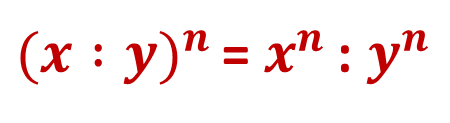 (x : y)ⁿ = xⁿ : yⁿ